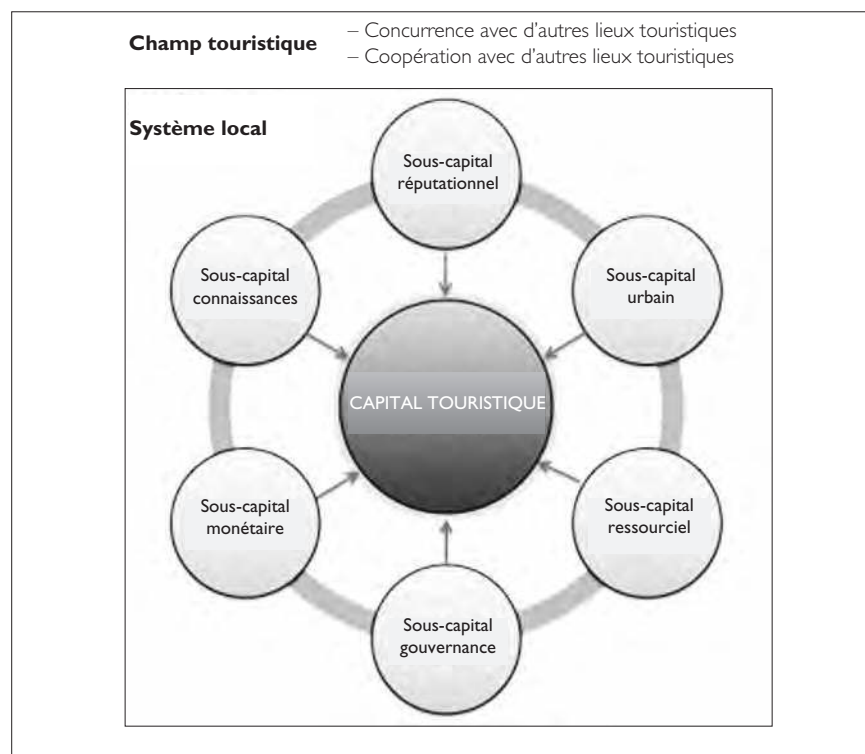 Champ touristique
– Concurrence avec d’autres lieux touristiques
– Coopération avec d’autres lieux touristiques
Système local
Sous-capital
réputationnel
Sous-capital
connaissances
Sous-capital
urbain
CAPITAL TOURISTIQUE
Sous-capital
monétaire
Sous-capital
ressourciel
Sous-capital
gouvernance